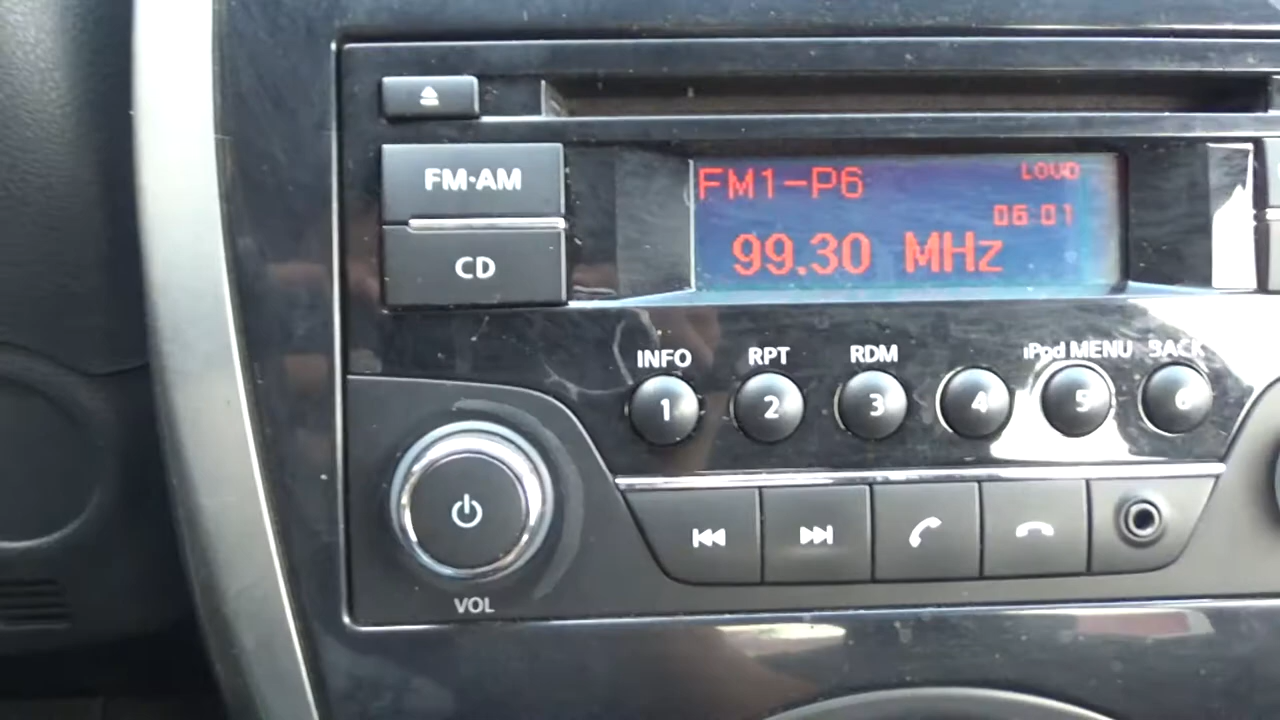 FM·AM
CD
FM1-P6
LOUD
06 01
99.30 MHz
INFO
RPT
RDM
iPod MENU
BACK
1
2
3
4
5
6
VOL